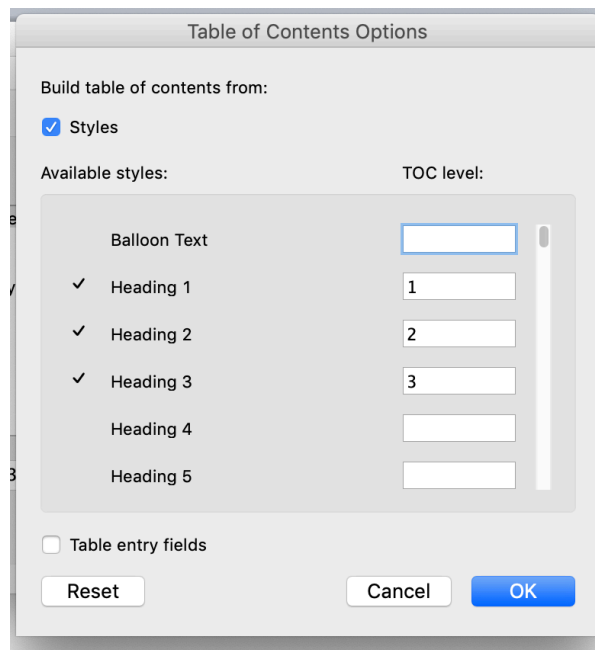 Table of Contents Options
Build table of contents from:
Styles
Available styles: TOC level:
Balloon Text
Heading 1 1
Heading 2 2
Heading 3 3
Heading 4
Heading 5
Table entry fields
Reset Cancel OK